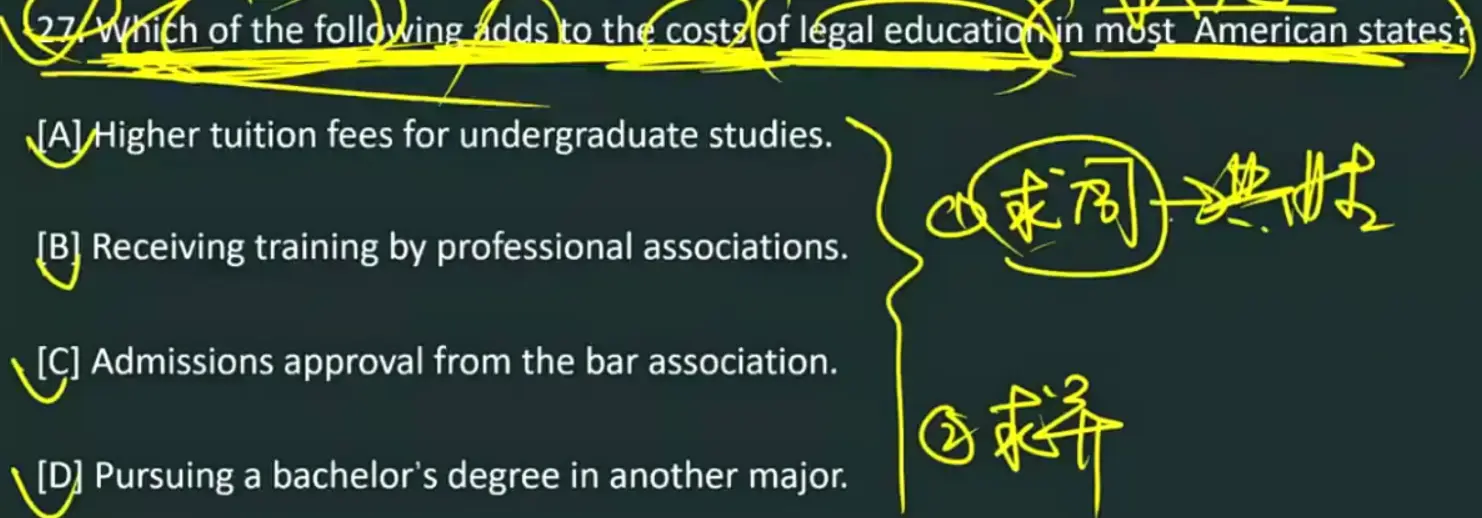 27. Which of the following adds to the costs of legal education in most American states?
[A] Higher tuition fees for undergraduate studies.
[B] Receiving training by professional associations.
① 求同 →
[C] Admissions approval from the bar association.
② 求异
[D] Pursuing a bachelor's degree in another major.